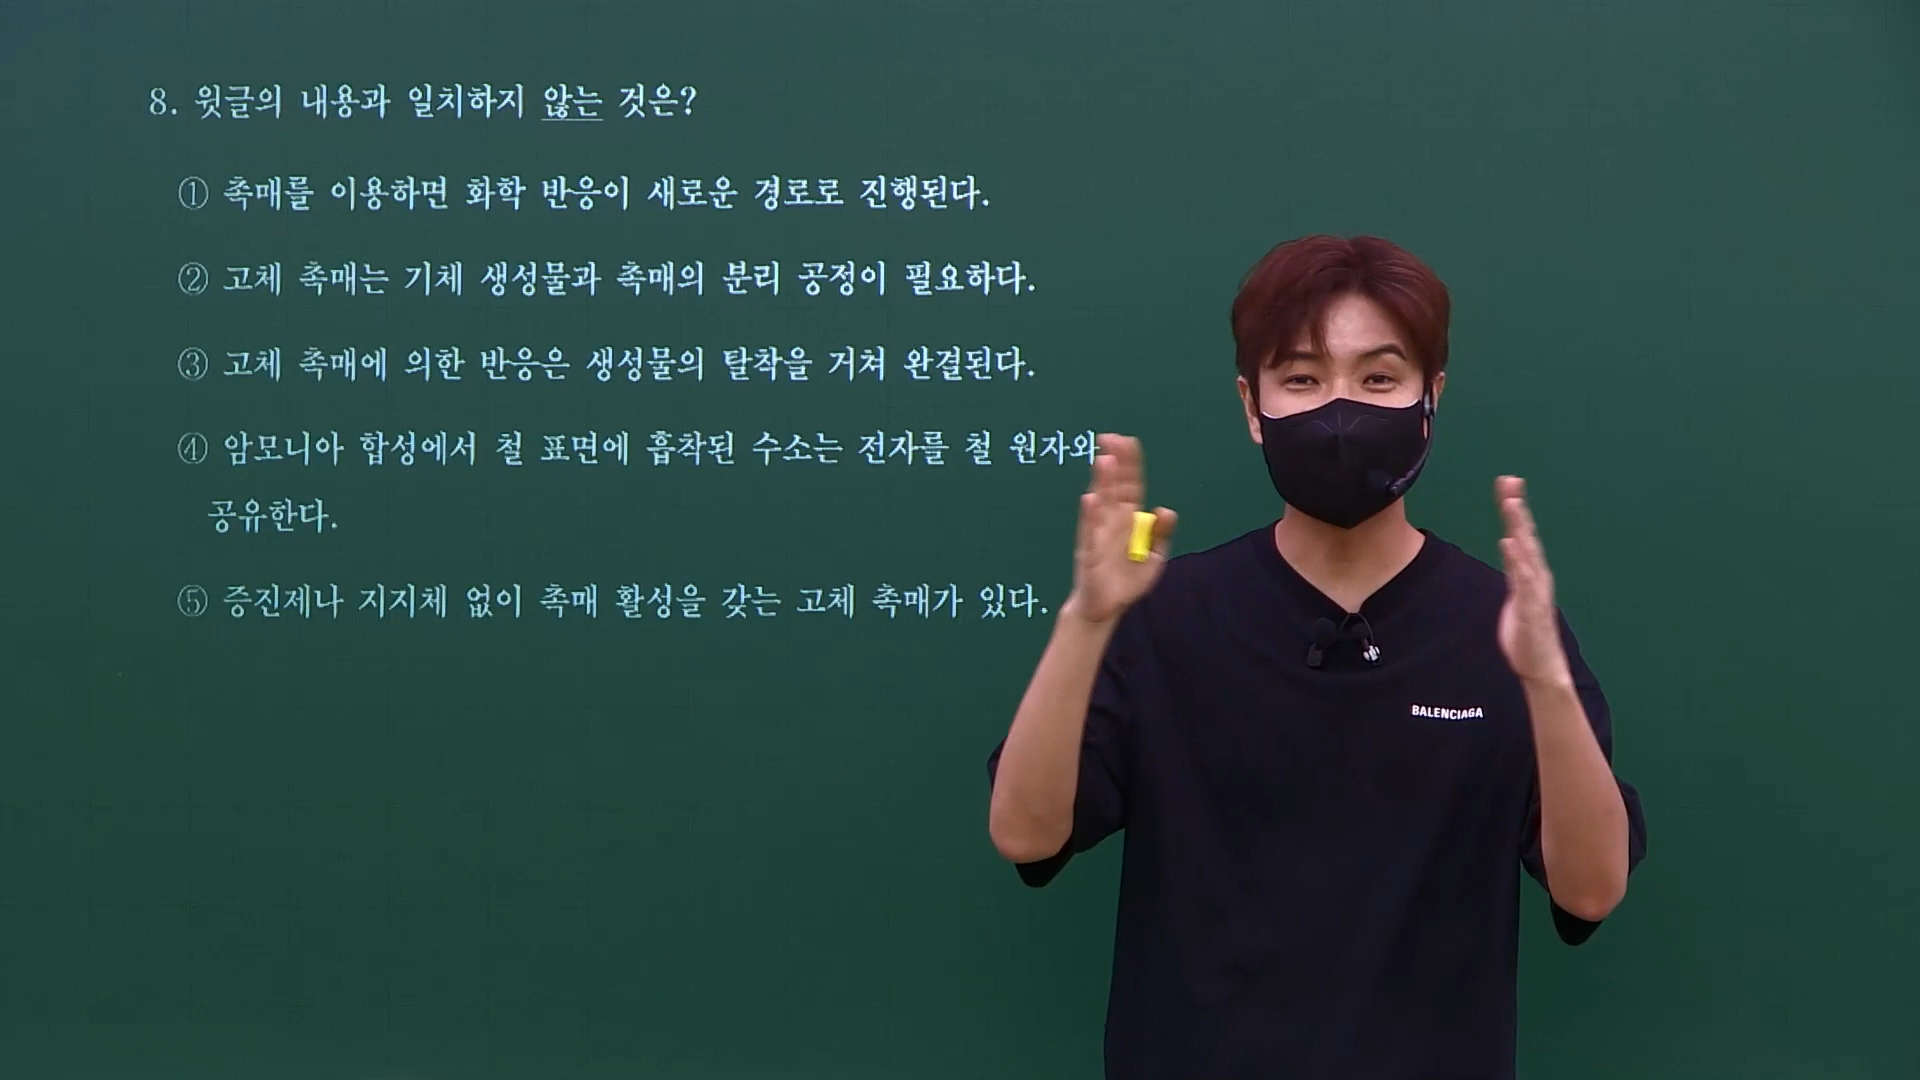 8. 윗글의 내용과 일치하지 않는 것은?
① 촉매를 이용하면 화학 반응이 새로운 경로로 진행된다.
② 고체 촉매는 기체 생성물과 촉매의 분리 공정이 필요하다.
③ 고체 촉매에 의한 반응은 생성물의 탈착을 거쳐 완결된다.
④ 암모니아 합성에서 철 표면에 흡착된 수소는 전자를 철 원자와
공유한다.
⑤ 증진제나 지지체 없이 촉매 활성을 갖는 고체 촉매가 있다.
BALENCIAGA